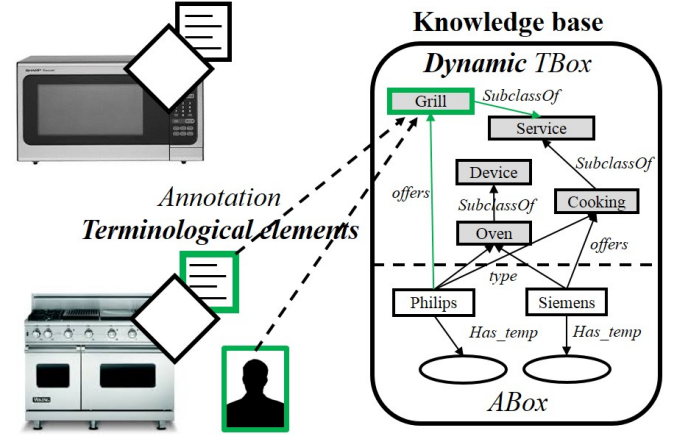 Knowledge base
Dynamic TBox
Grill
SubclassOf
Service
SubclassOf
Device
offers
SubclassOf
Cooking
Oven
offers
type
Philips
Siemens
Has_temp
Has_temp
ABox
Annotation
Terminological elements
VIKING